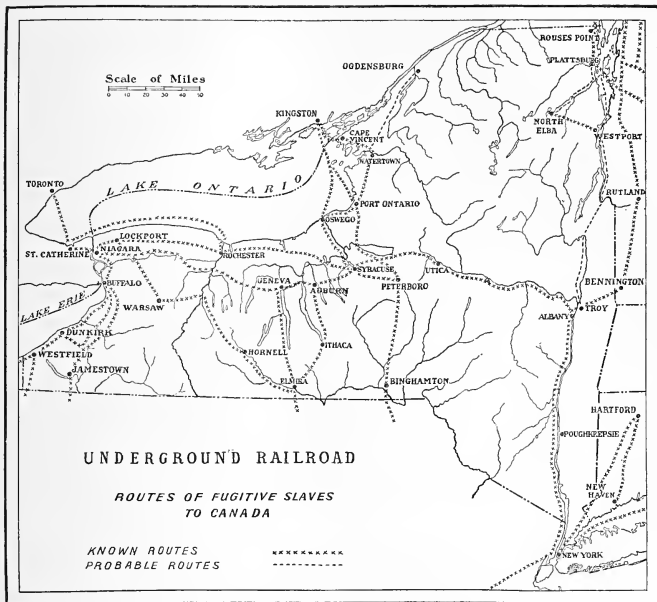 ROUSES POINT
PLATTSBURG
OGDENSBURG
Scale of Miles
0 10 20 30 40 50
KINGSTON
CAPE VINCENT
NORTH ELBA
WESTPORT
WATERTOWN
TORONTO
LAKE ONTARIO
PORT ONTARIO
RUTLAND
OSWEGO
LOCKPORT
ST. CATHERINE
NIAGARA
ROCHESTER
SYRACUSE
UTICA
BUFFALO
GENEVA
AUBURN
PETERBORO
BENNINGTON
LAKE ERIE
WARSAW
ALBANY
TROY
DUNKIRK
WESTFIELD
HORNELL
ITHACA
JAMESTOWN
ELMIRA
BINGHAMTON
HARTFORD
POUGHKEEPSIE
UNDERGROUND RAILROAD
NEW HAVEN
ROUTES OF FUGITIVE SLAVES
TO CANADA
KNOWN ROUTES
PROBABLE ROUTES
NEW YORK